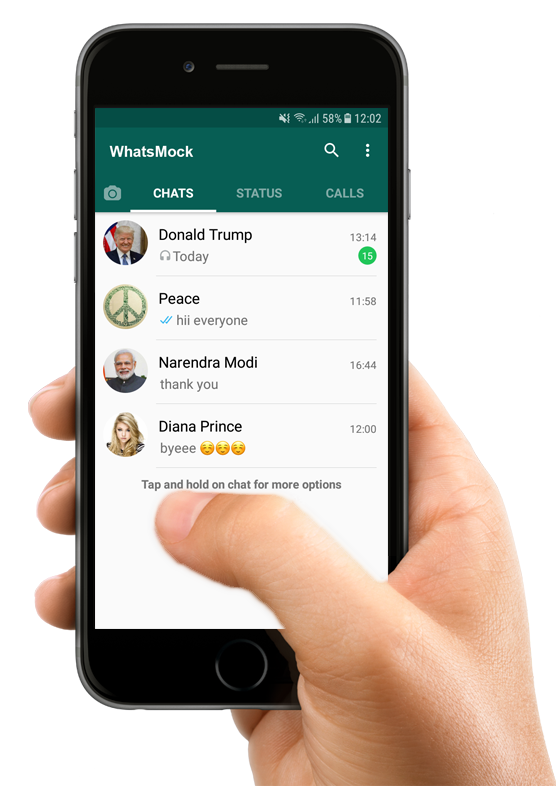 58% 12:02
WhatsMock
CHATS STATUS CALLS
Donald Trump 13:14
Today 15
Peace 11:58
hii everyone
Narendra Modi 16:44
thank you
Diana Prince 12:00
byeee ☺️☺️☺️
Tap and hold on chat for more options